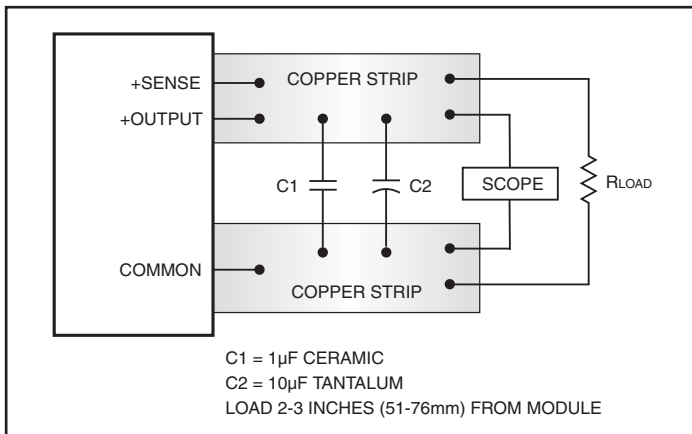 +SENSE
COPPER STRIP
+OUTPUT
C1
C2
SCOPE
RLOAD
COMMON
COPPER STRIP
C1 = 1µF CERAMIC
C2 = 10µF TANTALUM
LOAD 2-3 INCHES (51-76mm) FROM MODULE